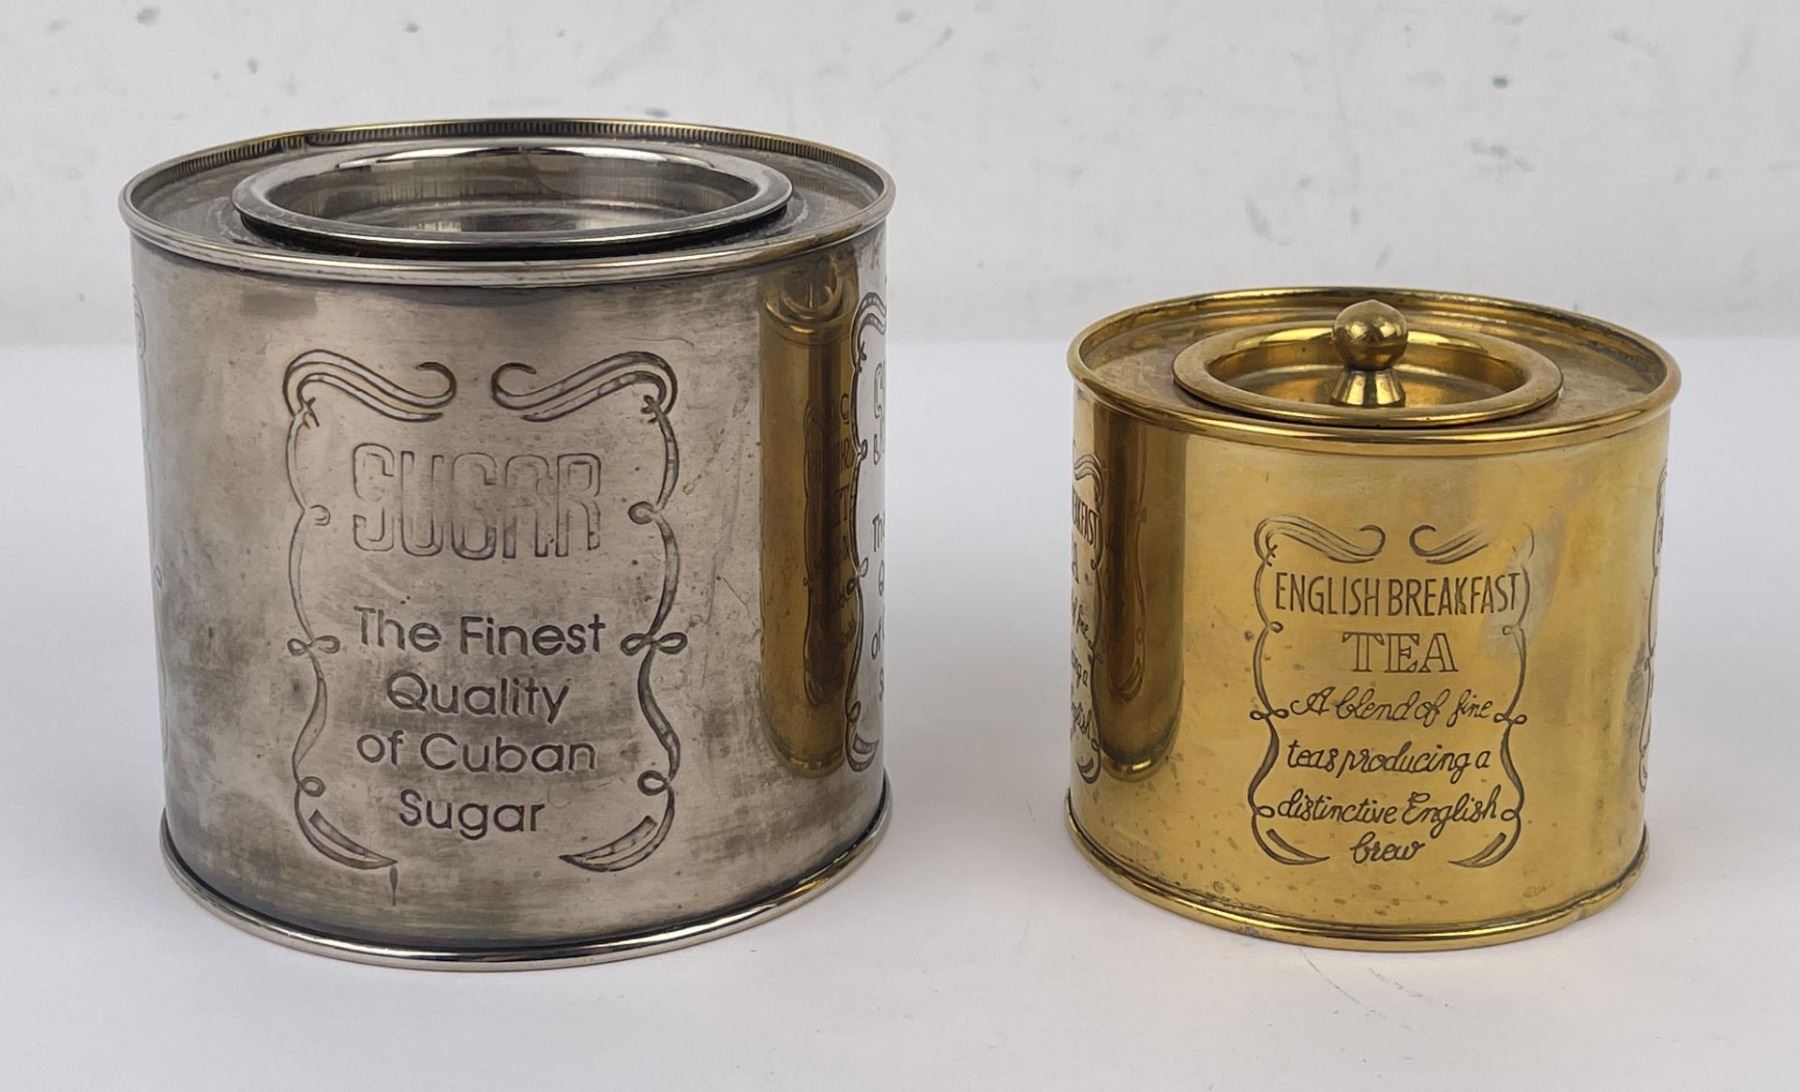 SUGAR
The Finest
Quality
of Cuban
Sugar
ENGLISH BREAKFAST
TEA
A blend of fine
teas producing a
distinctive English
brew